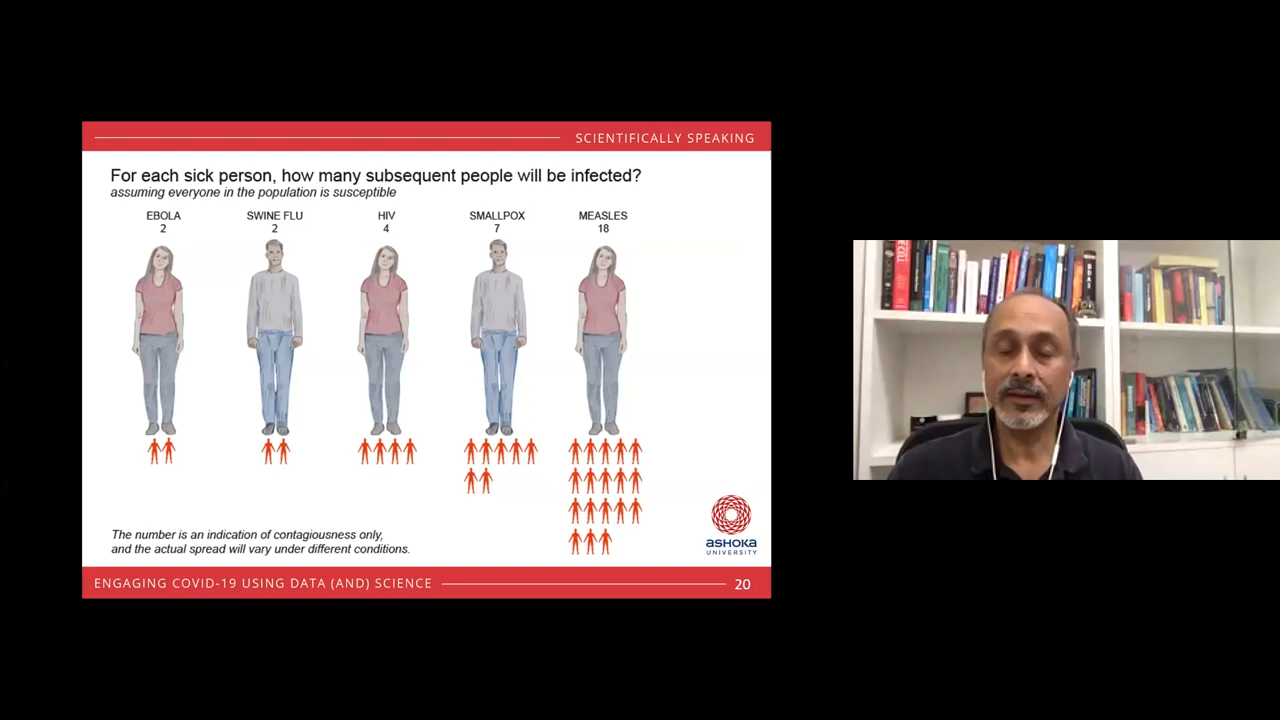 SCIENTIFICALLY SPEAKING
For each sick person, how many subsequent people will be infected?
assuming everyone in the population is susceptible
EBOLA
2
SWINE FLU
2
HIV
4
SMALLPOX
7
MEASLES
18
The number is an indication of contagiousness only,
and the actual spread will vary under different conditions.
ASHOKA
UNIVERSITY
ENGAGING COVID-19 USING DATA (AND) SCIENCE
20